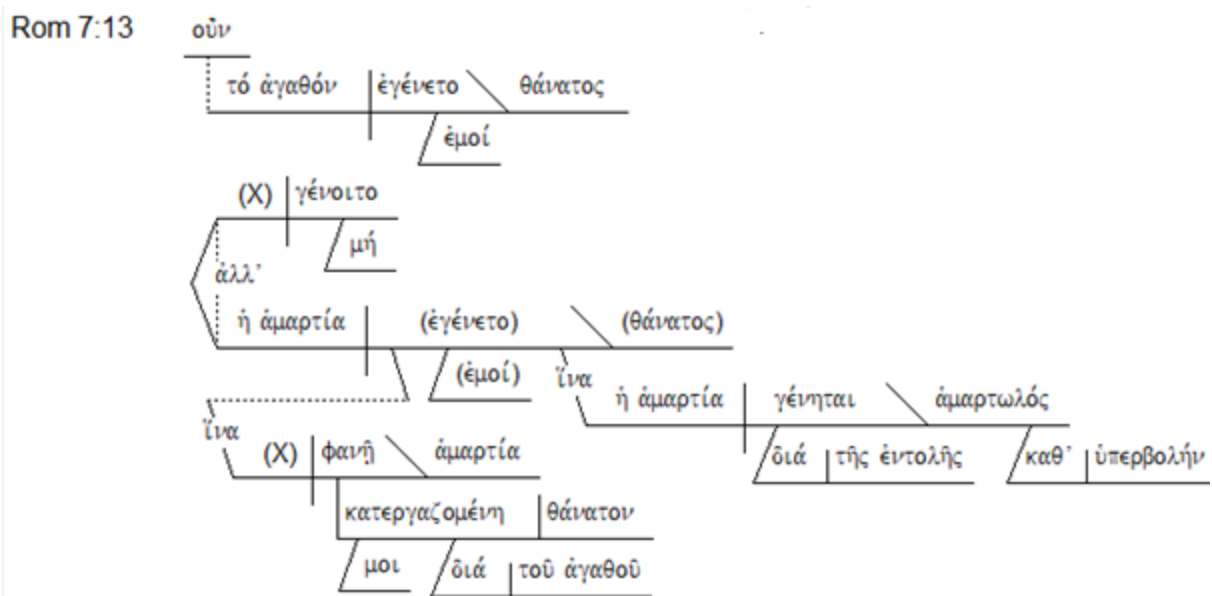 Rom 7:13
οὖν
τό ἀγαθόν ἐγένετο θάνατος
ἐμοί
(X) γένοιτο
μή
ἀλλ᾽
ἡ ἁμαρτία (ἐγένετο) (θάνατος)
(ἐμοί) ἵνα
ἡ ἁμαρτία γένηται ἁμαρτωλός
διά τῆς ἐντολῆς καθ᾽ ὑπερβολήν
ἵνα
(X) φανῇ ἁμαρτία
κατεργαζομένη θάνατον
μοι διά τοῦ ἀγαθοῦ